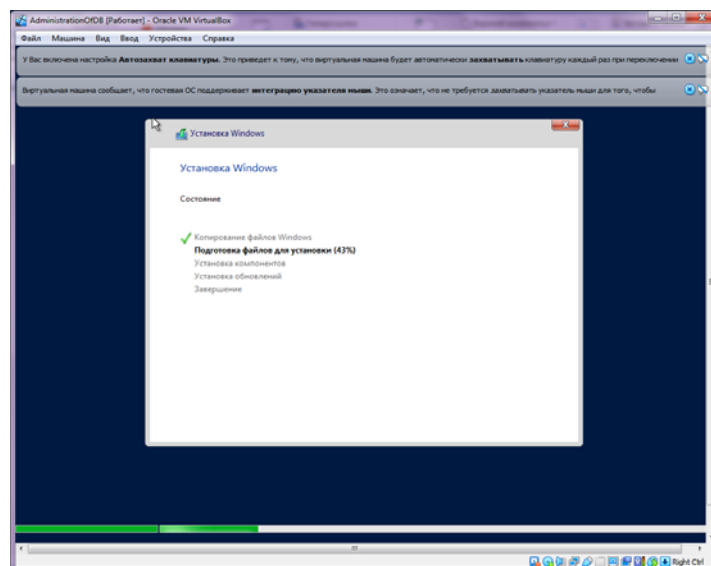 AdministrationOfDB [Работает] - Oracle VM VirtualBox
Файл Машина Вид Ввод Устройства Справка
У Вас включена настройка Автозахват клавиатуры. Это приведет к тому, что виртуальная машина будет автоматически захватывать клавиатуру каждый раз при переключении
Виртуальная машина сообщает, что гостевая ОС поддерживает интеграцию указателя мыши. Это означает, что не требуется захватывать указатель мыши для того, чтобы
Установка Windows
Установка Windows
Состояние
Копирование файлов Windows
Подготовка файлов для установки (43%)
Установка компонентов
Установка обновлений
Завершение
Right Ctrl